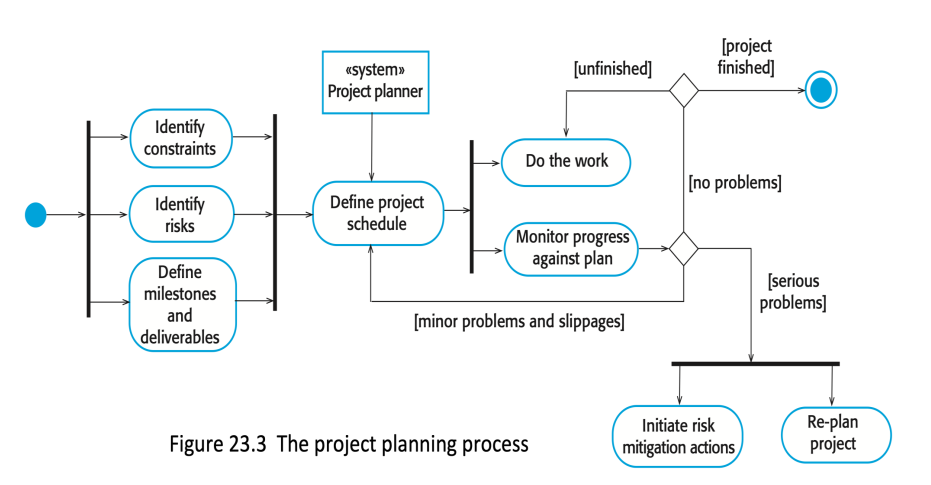 «system»
Project planner
[unfinished]
[project
finished]
Identify
constraints
Do the work
[no problems]
Identify
risks
Define project
schedule
Monitor progress
against plan
Define
milestones
and
deliverables
[serious
problems]
[minor problems and slippages]
Initiate risk
mitigation actions
Re-plan
project
Figure 23.3 The project planning process